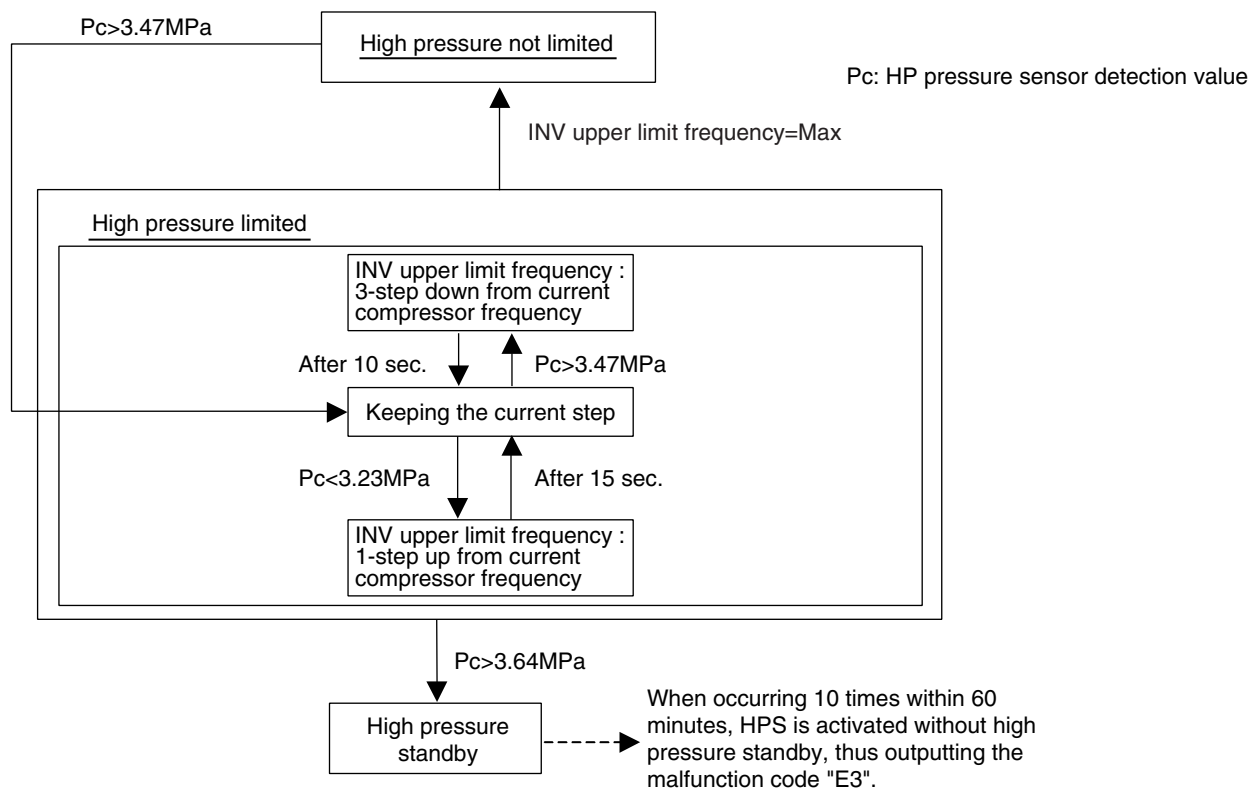 Pc>3.47MPa
High pressure not limited
Pc: HP pressure sensor detection value
INV upper limit frequency=Max
High pressure limited
INV upper limit frequency :
3-step down from current
compressor frequency
After 10 sec.
Pc>3.47MPa
Keeping the current step
Pc<3.23MPa
After 15 sec.
INV upper limit frequency :
1-step up from current
compressor frequency
Pc>3.64MPa
High pressure
standby
When occurring 10 times within 60
minutes, HPS is activated without high
pressure standby, thus outputting the
malfunction code "E3".